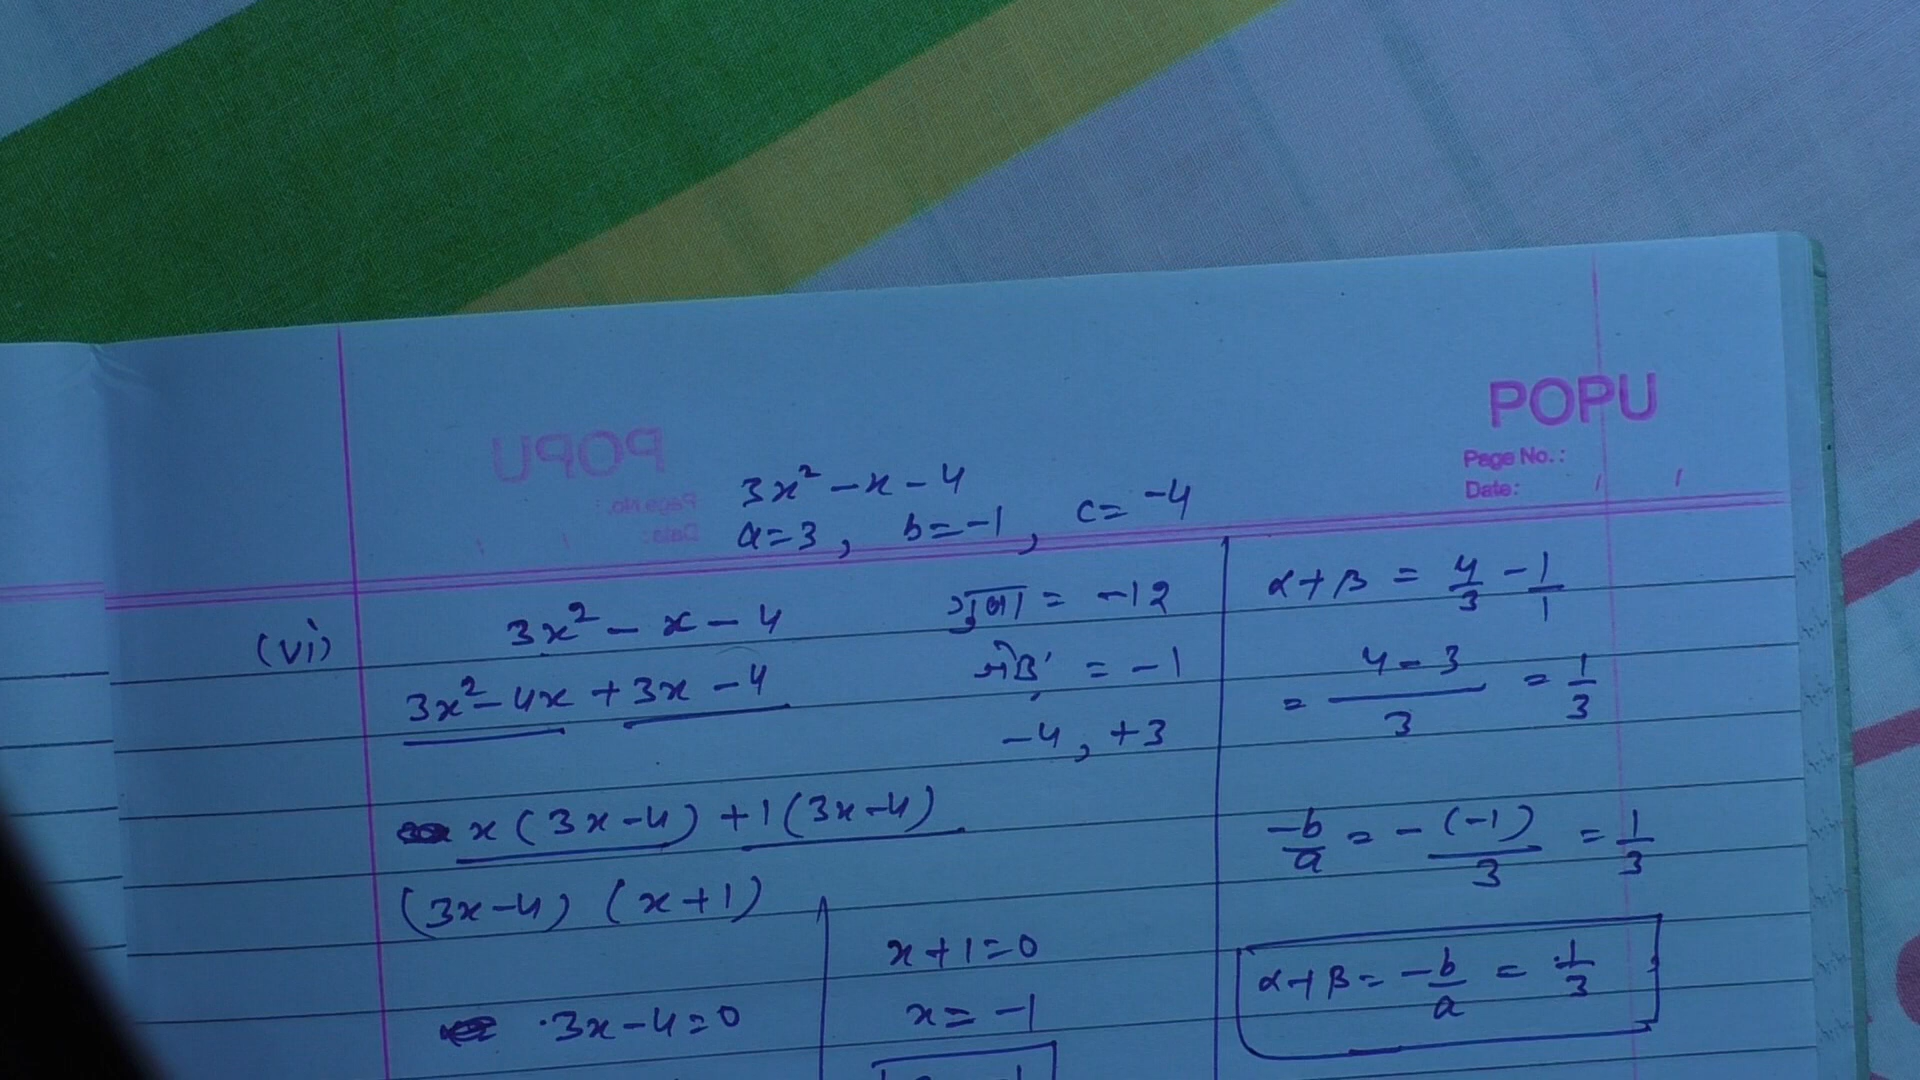 POPU
Page No.:
Date:
3x² - x - 4
a=3, b=-1, c=-4
(vi) 3x² - x - 4
3x² - 4x + 3x - 4
x(3x-4) + 1(3x-4)
(3x-4) (x+1)
3x-4=0
गुणा = -12
= -1
-4, +3
x+1=0
x=-1
α+β = 4/3 - 1/1
= 4-3/3 = 1/3
-b/a = -(-1)/3 = 1/3
α+β = -b/a = 1/3